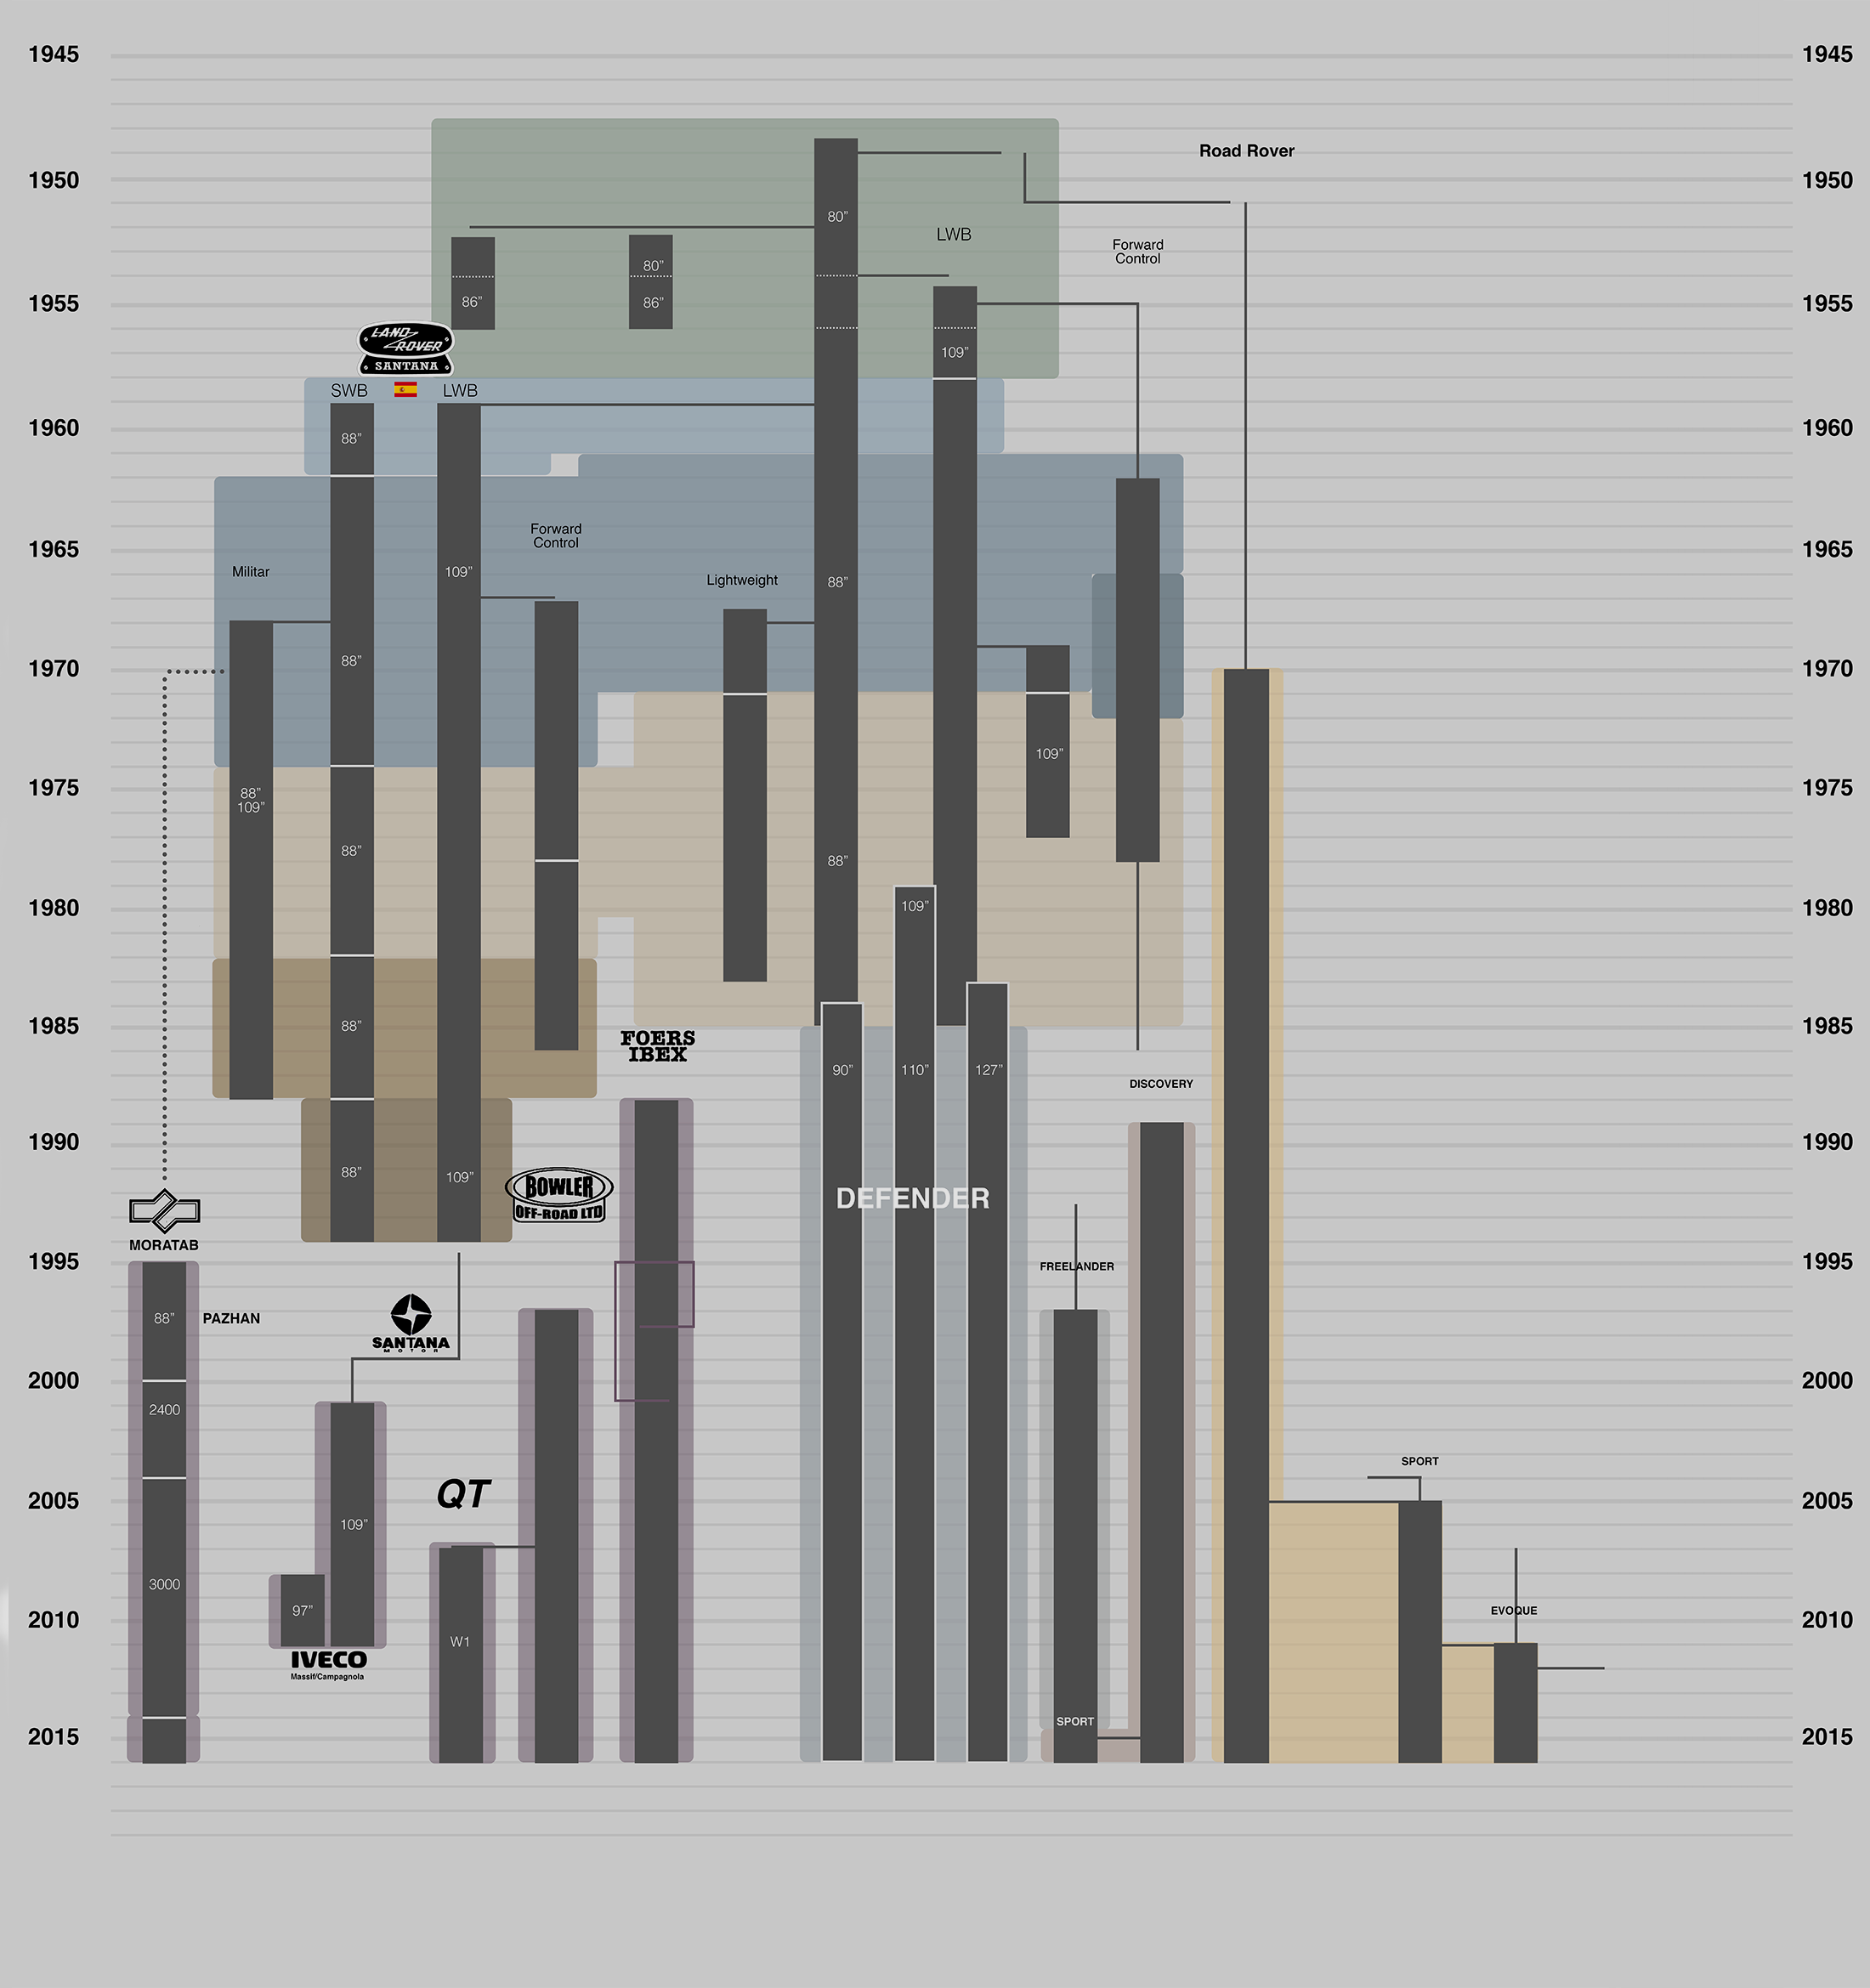 1945 1945
Road Rover
1950 1950
80”
LWB
Forward
Control
80”
86” 86”
1955 1955
LAND
ROVER
SANTANA
109”
SWB LWB
1960 88” 1960
Forward
Control
1965 1965
Militar 109” Lightweight 88”
88”
1970 1970
109”
1975 1975
88”
109”
88” 88”
1980 109” 1980
1985 88” 1985
FOERS
IBEX
90” 110” 127”
DISCOVERY
1990 1990
88” 109”
BOWLER
OFF-ROAD LTD
DEFENDER
MORATAB
1995 1995
FREELANDER
88” PAZHAN
SANTANA
MOTOR
2000 2000
2400
SPORT
QT
2005 2005
109”
3000
97” EVOQUE
2010 2010
W1
IVECO
Massif/Campagnola
SPORT
2015 2015